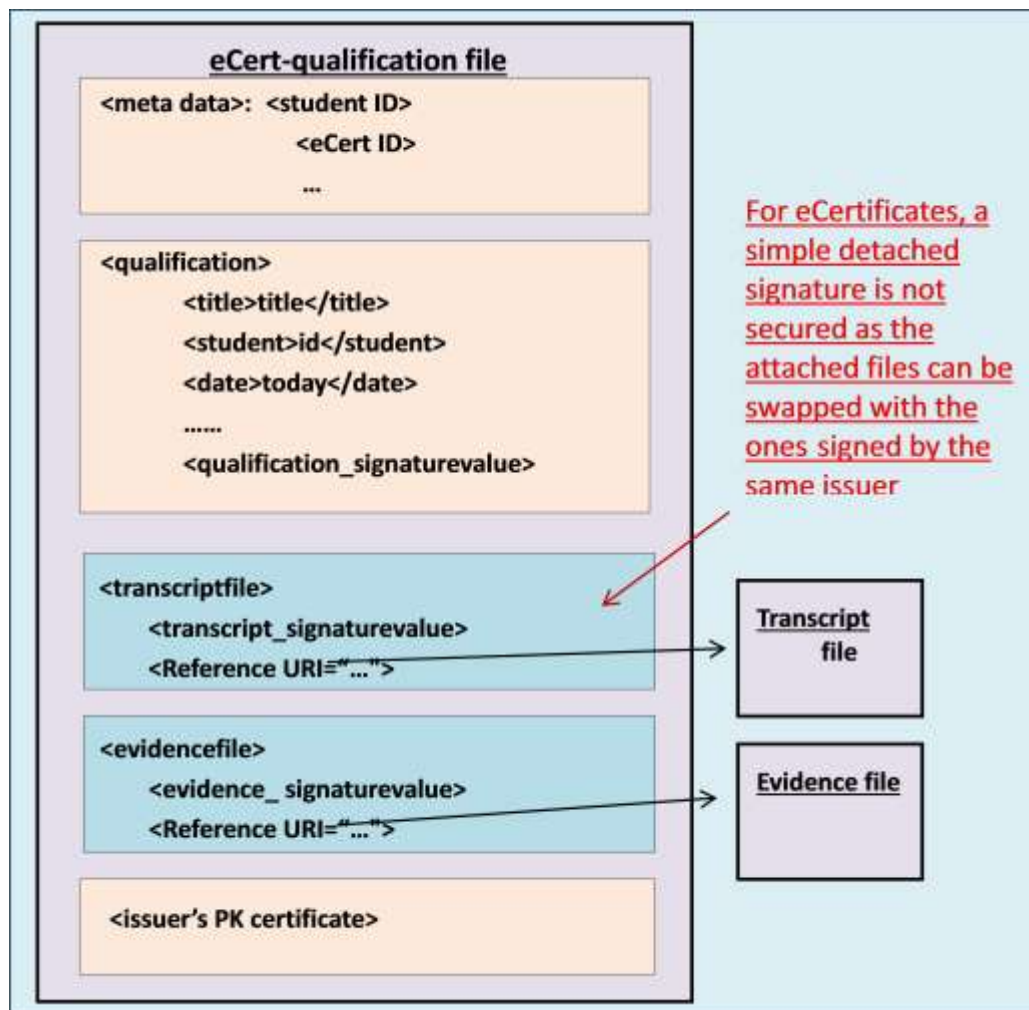 eCert-qualification file
<meta data>: <student ID>
<eCert ID>
...
<qualification>
<title>title</title>
<student>id</student>
<date>today</date>
......
<qualification_signaturevalue>
For eCertificates, a
simple detached
signature is not
secured as the
attached files can be
swapped with the
ones signed by the
same issuer
<transcriptfile>
<transcript_signaturevalue>
<Reference URI=“...">
Transcript
file
<evidencefile>
<evidence_ signaturevalue>
<Reference URI=“...">
Evidence file
<issuer’s PK certificate>